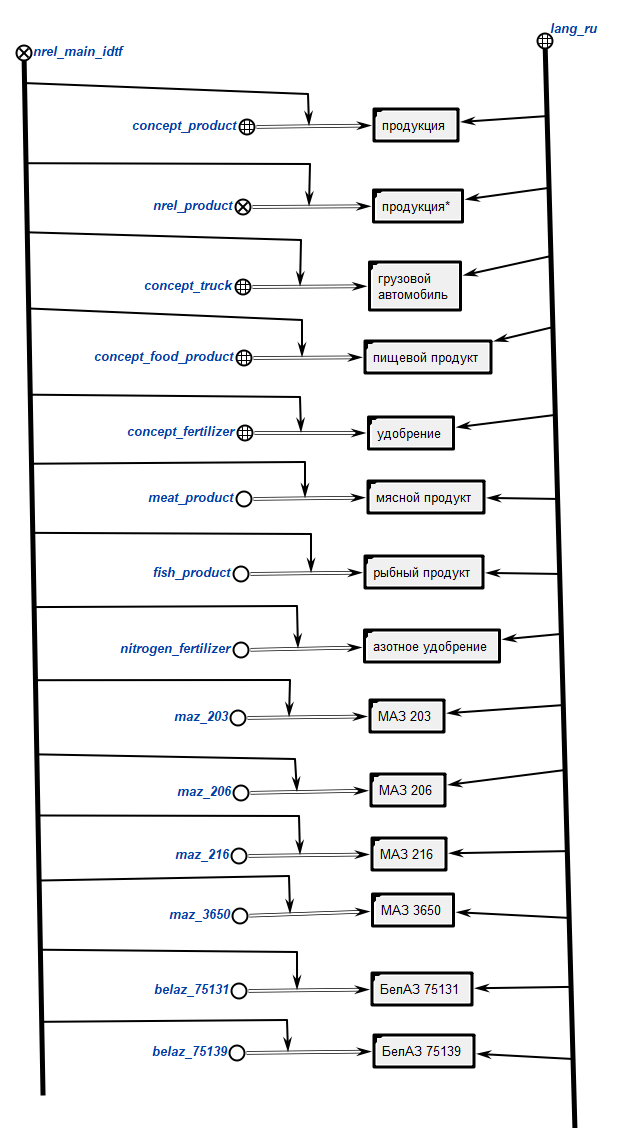 lang_ru
nrel_main_idtf
concept_product
продукция
nrel_product
продукция*
concept_truck
грузовой
автомобиль
concept_food_product
пищевой продукт
concept_fertilizer
удобрение
meat_product
мясной продукт
fish_product
рыбный продукт
nitrogen_fertilizer
азотное удобрение
maz_203
МАЗ 203
maz_206
МАЗ 206
maz_216
МАЗ 216
maz_3650
МАЗ 3650
belaz_75131
БелАЗ 75131
belaz_75139
БелАЗ 75139